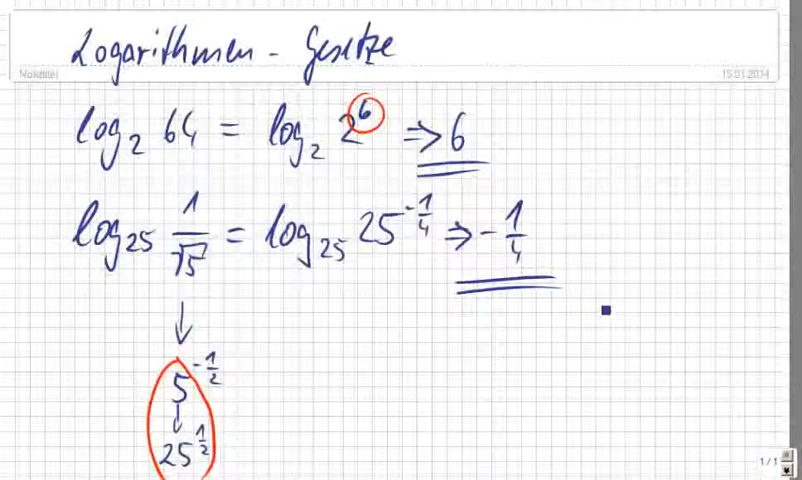 Logarithmen - Gesetze
Notiztitel
15.01.2014
log₂ 64 = log₂ 2⁶ ⇒ 6
log₂₅ 1/√5 = log₂₅ 25^(-1/4) ⇒ -1/4
↓
5^(-1/2)
↓
25^(1/2)
1/1